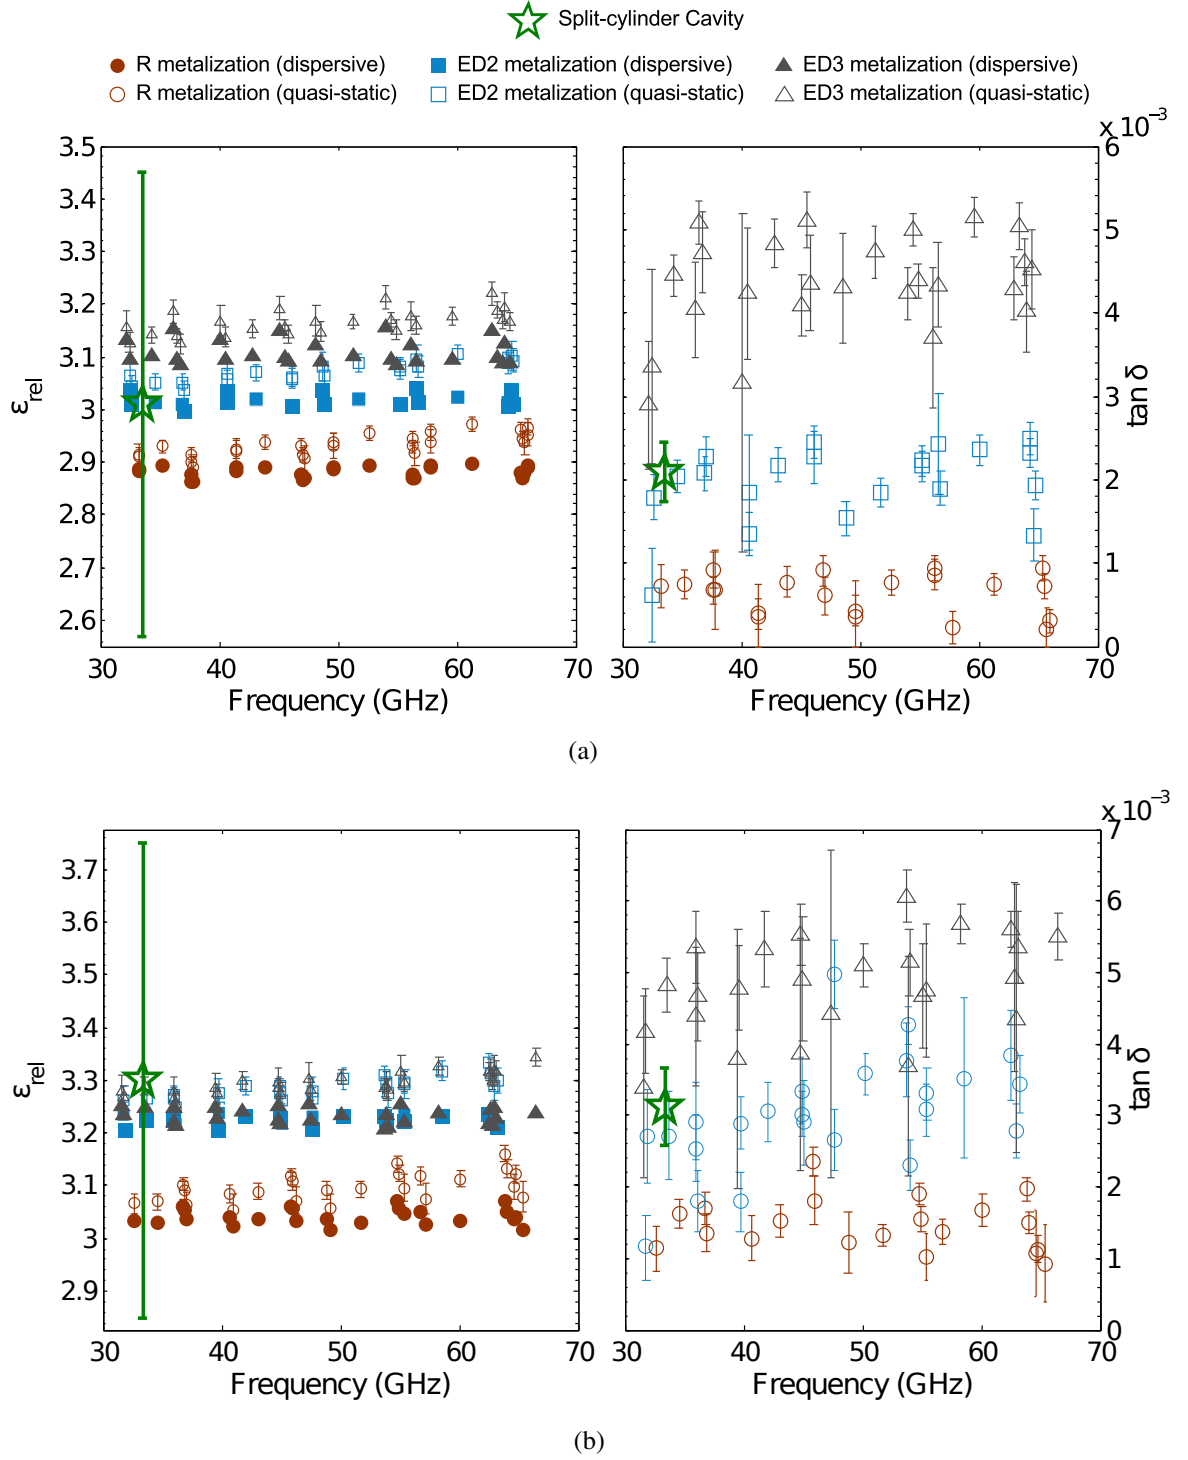 Split-cylinder Cavity
R metalization (dispersive) ED2 metalization (dispersive) ED3 metalization (dispersive)
R metalization (quasi-static) ED2 metalization (quasi-static) ED3 metalization (quasi-static)
x 10⁻³
3.5
3.4
3.3
3.2
3.1
3
2.9
2.8
2.7
2.6
ε_rel
30 40 50 60 70
Frequency (GHz)
6
5
4
3
2
1
0
tan δ
30 40 50 60 70
Frequency (GHz)
(a)
x 10⁻³
3.7
3.6
3.5
3.4
3.3
3.2
3.1
3
2.9
ε_rel
30 40 50 60 70
Frequency (GHz)
7
6
5
4
3
2
1
0
tan δ
30 40 50 60 70
Frequency (GHz)
(b)